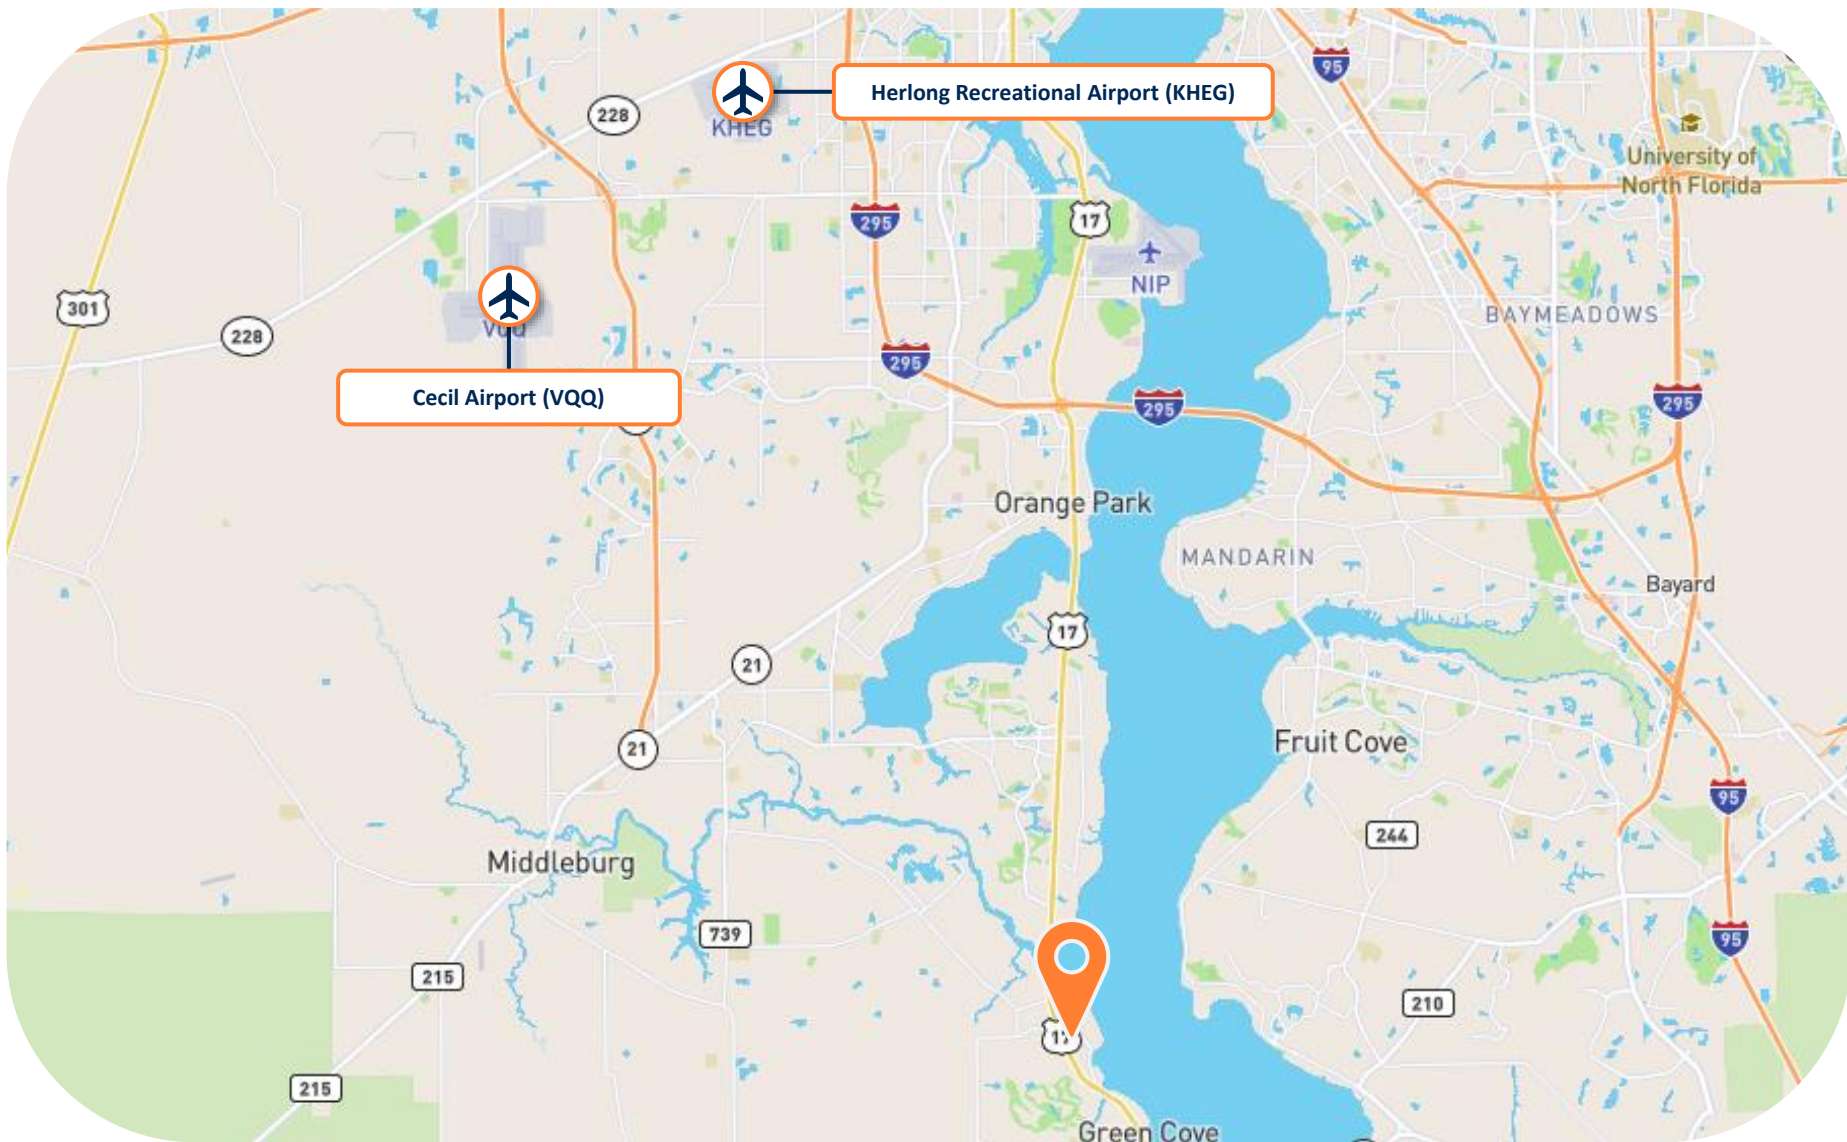 95
Herlong Recreational Airport (KHEG)
228
KHEG
University of
North Florida
295
17
NIP
301
VQQ
BAYMEADOWS
228
295
Cecil Airport (VQQ)
295
295
Orange Park
MANDARIN
Bayard
17
21
21
Fruit Cove
95
244
Middleburg
739
95
215
210
17
215
Green Cove